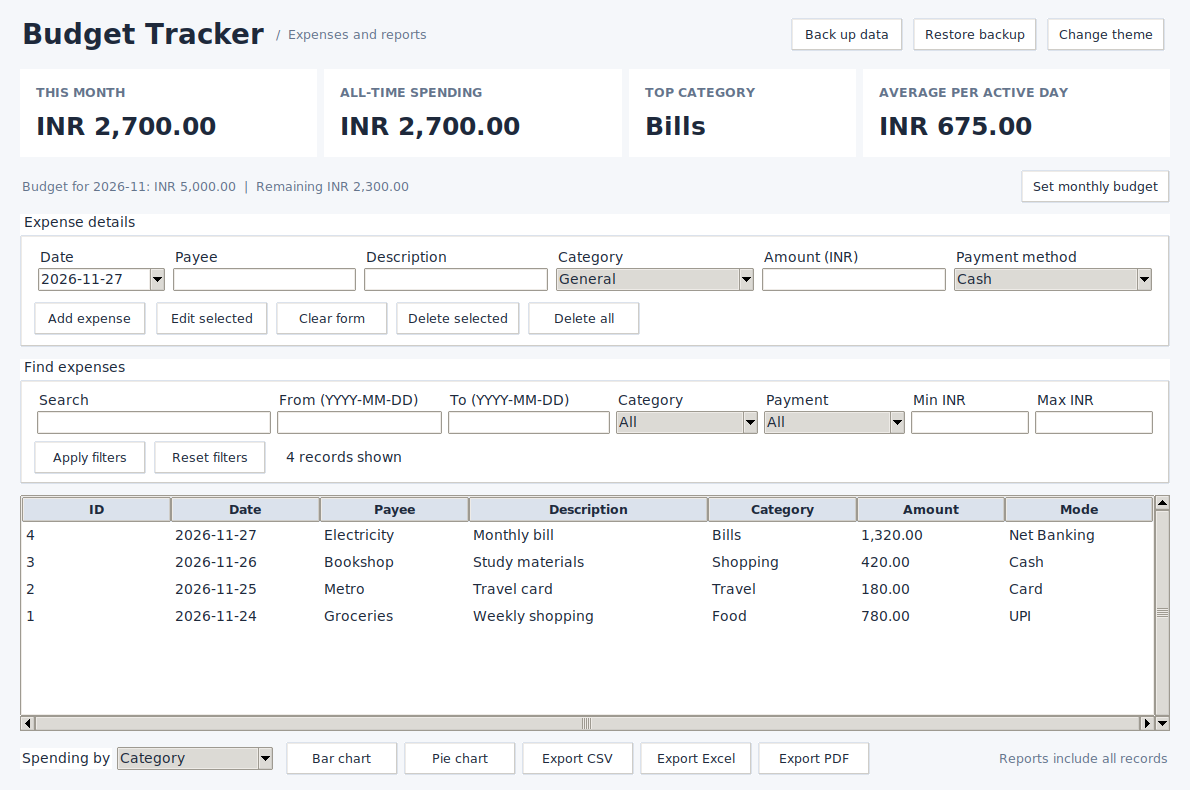 Budget Tracker / Expenses and reports Back up data Restore backup Change theme
THIS MONTH ALL-TIME SPENDING TOP CATEGORY AVERAGE PER ACTIVE DAY
INR 2,700.00 INR 2,700.00 Bills INR 675.00
Budget for 2026-11: INR 5,000.00 | Remaining INR 2,300.00 Set monthly budget
Expense details
Date Payee Description Category Amount (INR) Payment method
2026-11-27 General Cash
Add expense Edit selected Clear form Delete selected Delete all
Find expenses
Search From (YYYY-MM-DD) To (YYYY-MM-DD) Category Payment Min INR Max INR
All All
Apply filters Reset filters 4 records shown
ID Date Payee Description Category Amount Mode
4 2026-11-27 Electricity Monthly bill Bills 1,320.00 Net Banking
3 2026-11-26 Bookshop Study materials Shopping 420.00 Cash
2 2026-11-25 Metro Travel card Travel 180.00 Card
1 2026-11-24 Groceries Weekly shopping Food 780.00 UPI
Spending by Category Bar chart Pie chart Export CSV Export Excel Export PDF Reports include all records